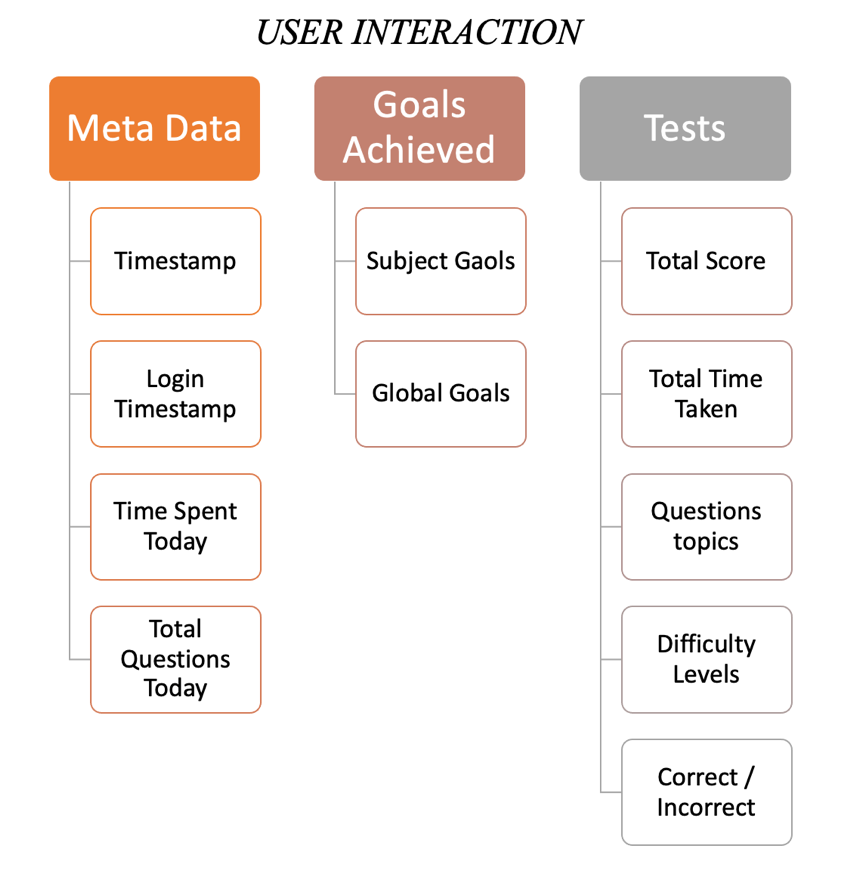 USER INTERACTION
Meta Data
Timestamp
Login
Timestamp
Time Spent
Today
Total
Questions
Today
Goals
Achieved
Subject Gaols
Global Goals
Tests
Total Score
Total Time
Taken
Questions
topics
Difficulty
Levels
Correct /
Incorrect